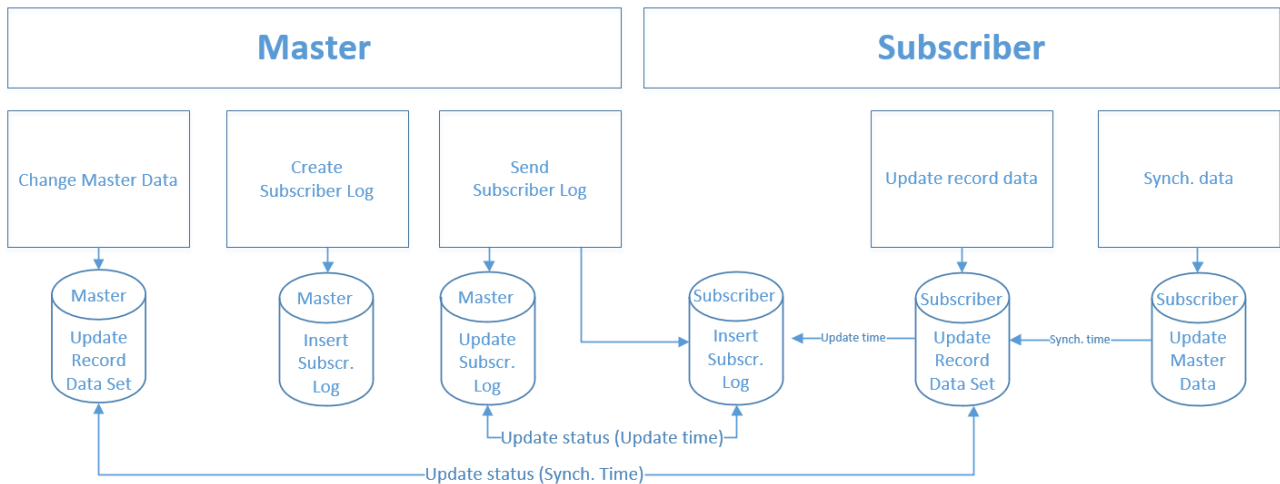 Master
Subscriber
Change Master Data
Create
Subscriber Log
Send
Subscriber Log
Update record data
Synch. data
Master
Update
Record
Data Set
Master
Insert
Subscr.
Log
Master
Update
Subscr.
Log
Subscriber
Insert
Subscr.
Log
Update time
Subscriber
Update
Record
Data Set
Synch. time
Subscriber
Update
Master
Data
Update status (Update time)
Update status (Synch. Time)